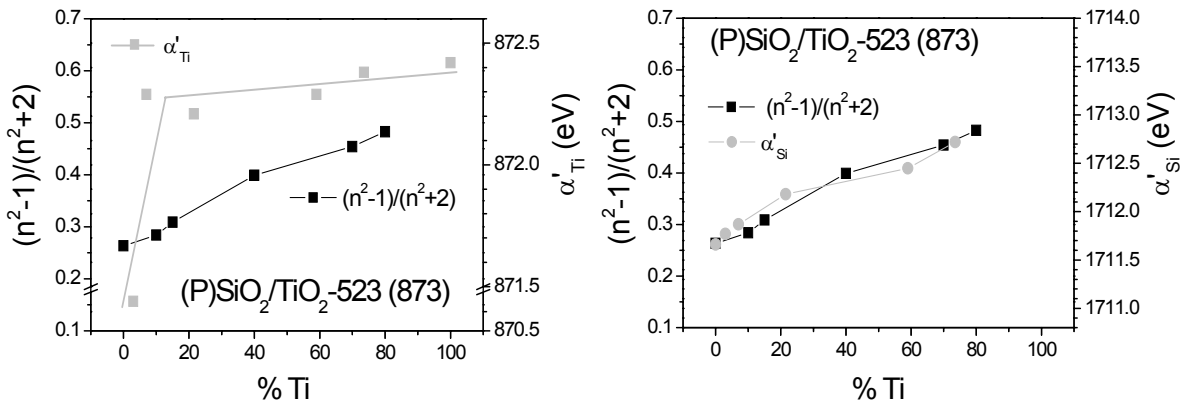 0.7
0.6
0.5
0.4
0.3
0.2
0.1
(n²-1)/(n²+2)
α'Ti
(n²-1)/(n²+2)
(P)SiO₂/TiO₂-523 (873)
872.5
872.0
871.5
870.5
α'Ti (eV)
0 20 40 60 80 100
% Ti
0.7
0.6
0.5
0.4
0.3
0.2
0.1
(n²-1)/(n²+2)
(P)SiO₂/TiO₂-523 (873)
(n²-1)/(n²+2)
α'Si
1714.0
1713.5
1713.0
1712.5
1712.0
1711.5
1711.0
α'Si (eV)
0 20 40 60 80 100
% Ti